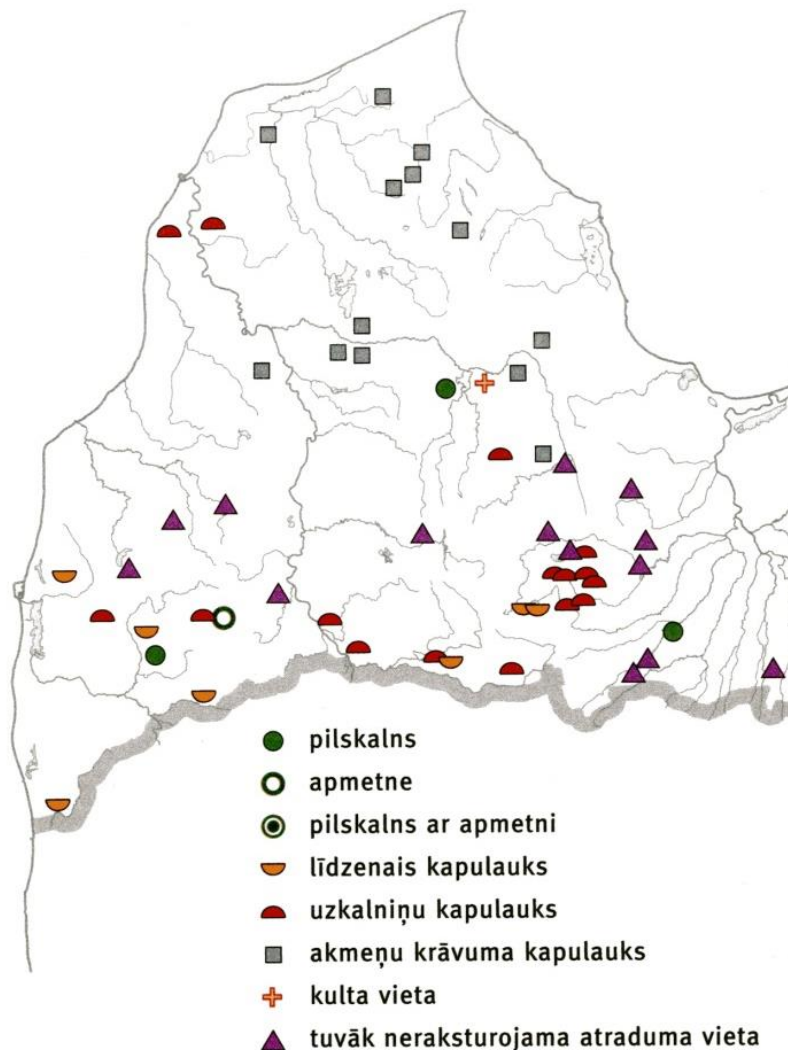 pilskalns
apmetne
pilskalns ar apmetni
līdzenais kapulauks
uzkalniņu kapulauks
akmeņu krāvuma kapulauks
kulta vieta
tuvāk neraksturojama atraduma vieta